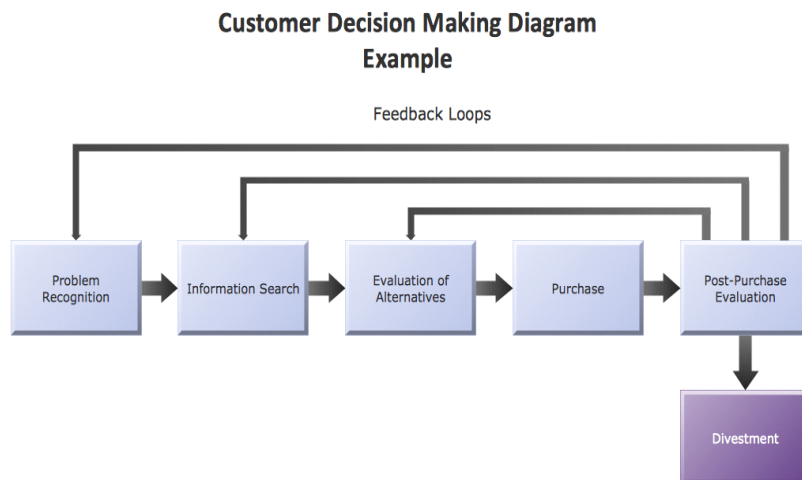 Customer Decision Making Diagram
Example
Feedback Loops
Problem
Recognition
Information Search
Evaluation of
Alternatives
Purchase
Post-Purchase
Evaluation
Divestment